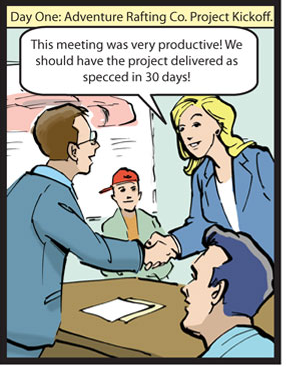 Day One: Adventure Rafting Co. Project Kickoff.
This meeting was very productive! We
should have the project delivered as
specced in 30 days!